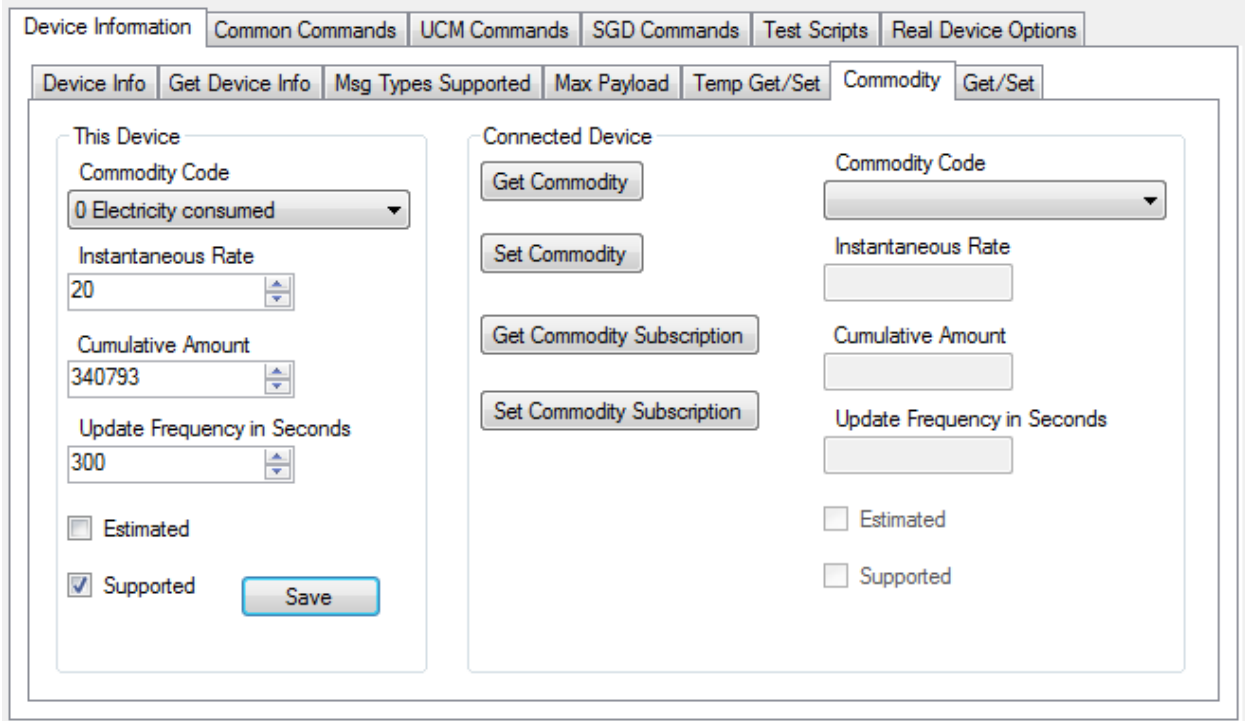 Device Information Common Commands UCM Commands SGD Commands Test Scripts Real Device Options
Device Info Get Device Info Msg Types Supported Max Payload Temp Get/Set Commodity Get/Set
This Device
Commodity Code
0 Electricity consumed
Instantaneous Rate
20
Cumulative Amount
340793
Update Frequency in Seconds
300
Estimated
Supported
Save
Connected Device
Get Commodity
Set Commodity
Get Commodity Subscription
Set Commodity Subscription
Commodity Code
Instantaneous Rate
Cumulative Amount
Update Frequency in Seconds
Estimated
Supported